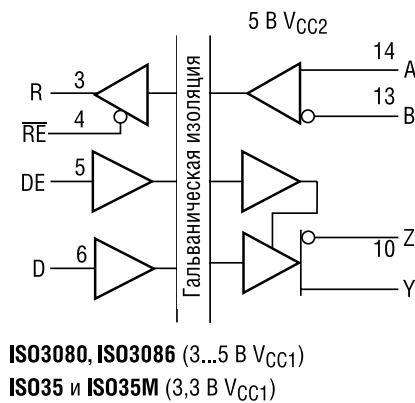 5 В VCC2
R 3
14 A
4
13 B
RE
DE 5
Гальваническая изоляция
D 6
Z
10
Y
ISO3080, ISO3086 (3...5 В VCC1)
ISO35 и ISO35M (3,3 В VCC1)